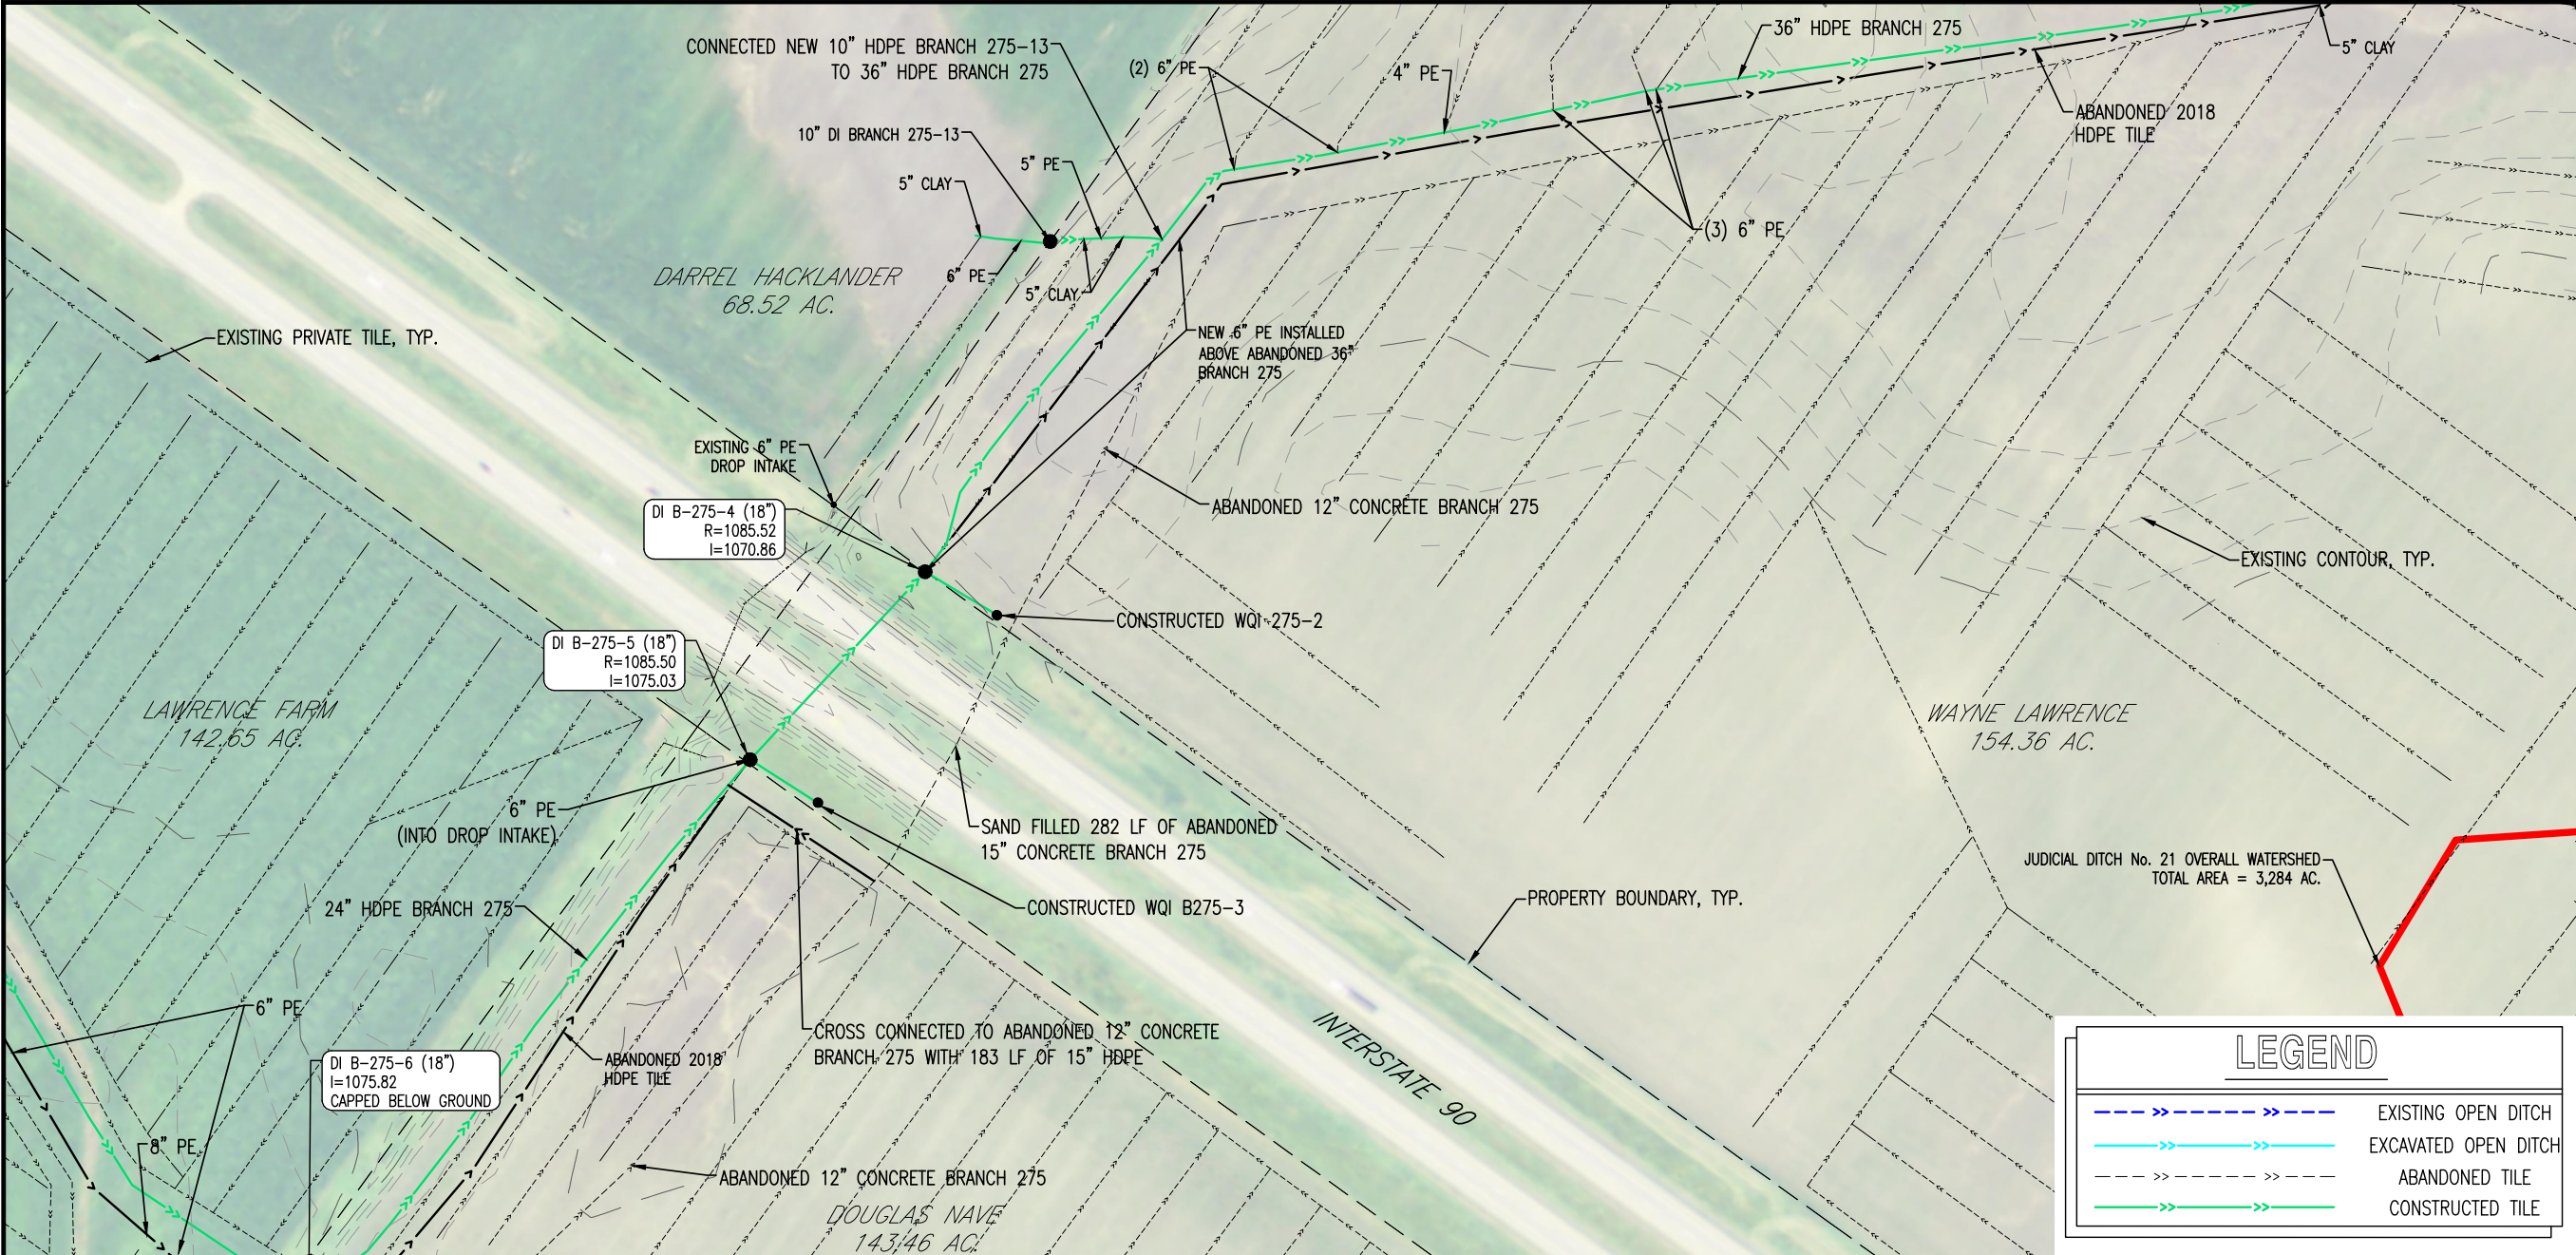 CONNECTED NEW 10" HDPE BRANCH 275-13
TO 36" HDPE BRANCH 275
(2) 6" PE
4" PE
36" HDPE BRANCH 275
5" CLAY
ABANDONED 2018
HDPE TILE
10" DI BRANCH 275-13
5" PE
5" CLAY
(3) 6" PE
DARREL HACKLANDER
68.52 AC.
6" PE
5" CLAY
EXISTING PRIVATE TILE, TYP.
NEW 6" PE INSTALLED
ABOVE ABANDONED 36"
BRANCH 275
EXISTING 6" PE
DROP INTAKE
DI B-275-4 (18")
R=1085.52
I=1070.86
ABANDONED 12" CONCRETE BRANCH 275
EXISTING CONTOUR, TYP.
CONSTRUCTED WQI 275-2
DI B-275-5 (18")
R=1085.50
I=1075.03
LAWRENCE FARM
142.65 AC.
WAYNE LAWRENCE
154.36 AC.
6" PE
(INTO DROP INTAKE)
SAND FILLED 282 LF OF ABANDONED
15" CONCRETE BRANCH 275
JUDICIAL DITCH No. 21 OVERALL WATERSHED
TOTAL AREA = 3,284 AC.
24" HDPE BRANCH 275
CONSTRUCTED WQI B275-3
PROPERTY BOUNDARY, TYP.
6" PE
CROSS CONNECTED TO ABANDONED 12" CONCRETE
BRANCH 275 WITH 183 LF OF 15" HDPE
INTERSTATE 90
DI B-275-6 (18")
I=1075.82
CAPPED BELOW GROUND
ABANDONED 2018
HDPE TILE
8" PE
ABANDONED 12" CONCRETE BRANCH 275
DOUGLAS NAVE
143.46 AC.
LEGEND
EXISTING OPEN DITCH
EXCAVATED OPEN DITCH
ABANDONED TILE
CONSTRUCTED TILE